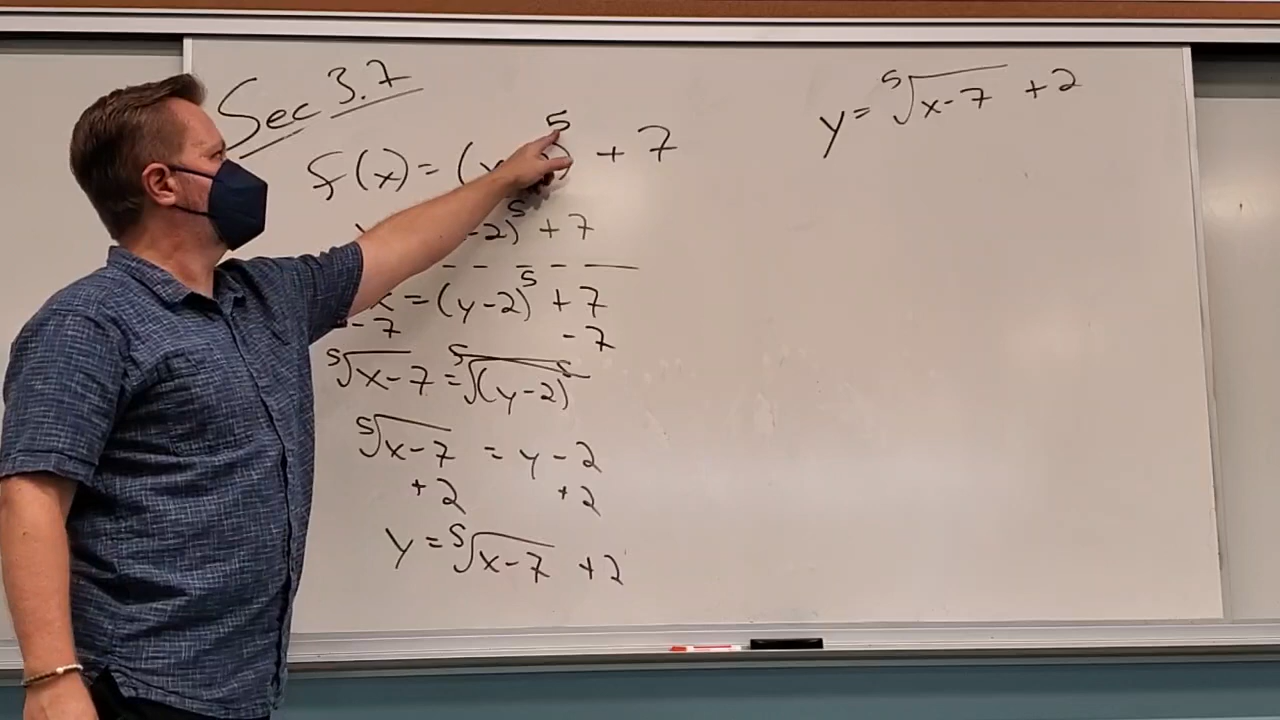 Sec 3.7
f(x) = (x )⁵ + 7
-2)⁵ + 7
x = (y-2)⁵ + 7
-7 -7
⁵√x-7 = ⁵√(y-2)⁵
⁵√x-7 = y-2
+2 +2
y = ⁵√x-7 +2
y = ⁵√x-7 +2